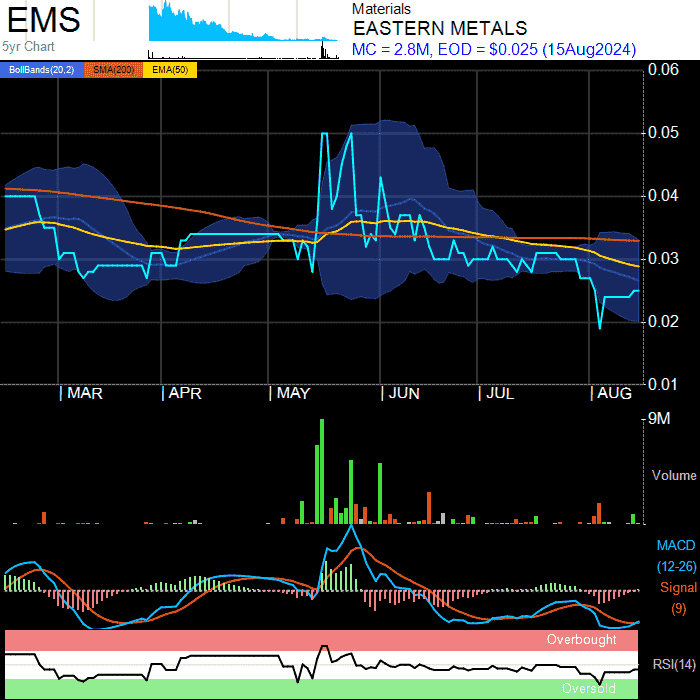 EMS
5yr Chart
Materials
EASTERN METALS
MC = 2.8M, EOD = $0.025 (15Aug2024)
BollBands(20,2) SMA(200) EMA(50)
0.06
0.05
0.04
0.03
0.02
0.01
MAR APR MAY JUN JUL AUG
9M
Volume
MACD
(12-26)
Signal
(9)
Overbought
RSI(14)
Oversold